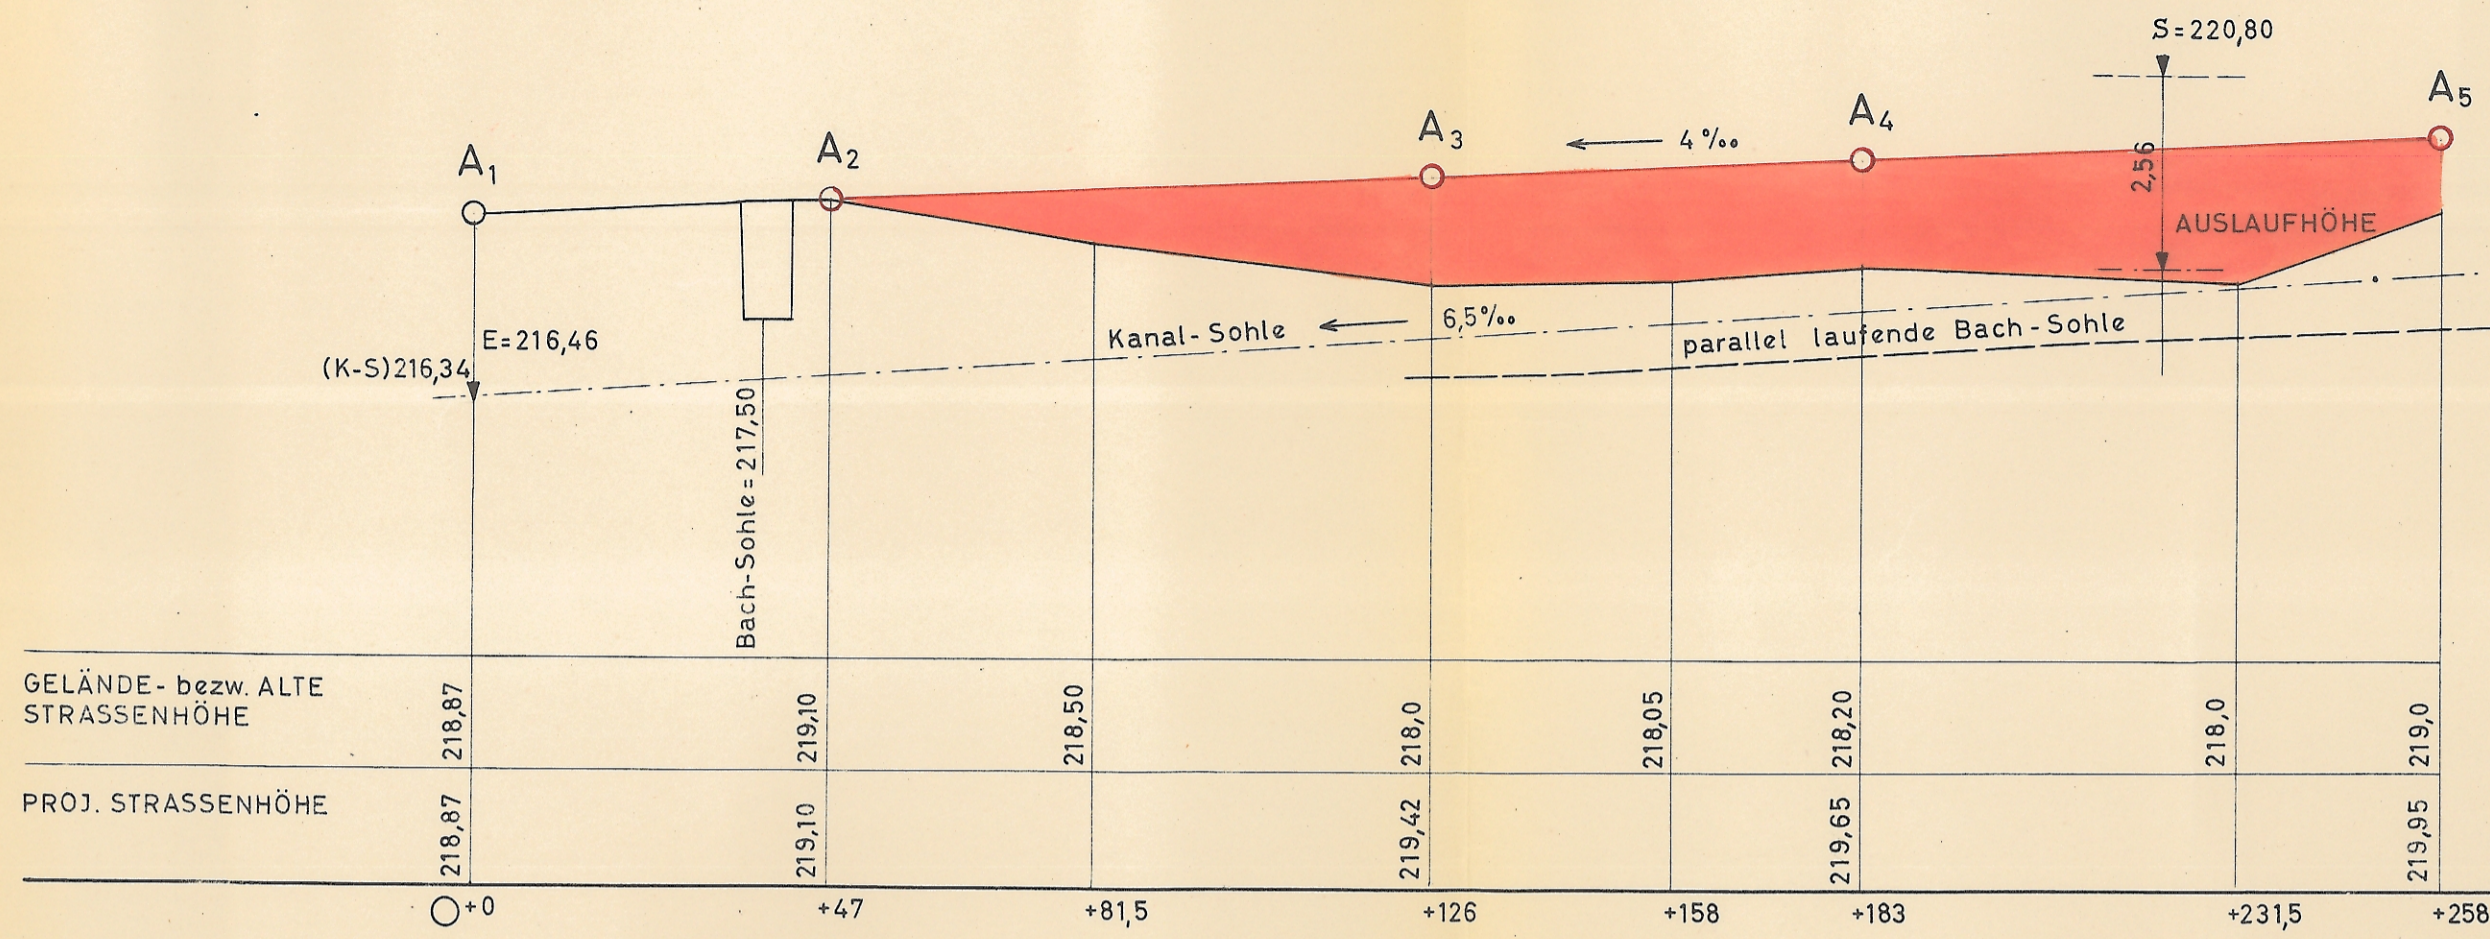 S=220,80
A5
A4
A3
4‰
A2
A1
2,56
AUSLAUFHÖHE
6,5‰
Kanal-Sohle
parallel laufende Bach-Sohle
E=216,46
(K-S)216,34
Bach-Sohle=217,50
GELÄNDE- bezw. ALTE
STRASSENHÖHE
218,87
219,10
218,50
218,0
218,05
218,20
218,0
219,0
PROJ. STRASSENHÖHE
218,87
219,10
219,42
219,65
219,95
+0
+47
+81,5
+126
+158
+183
+231,5
+258